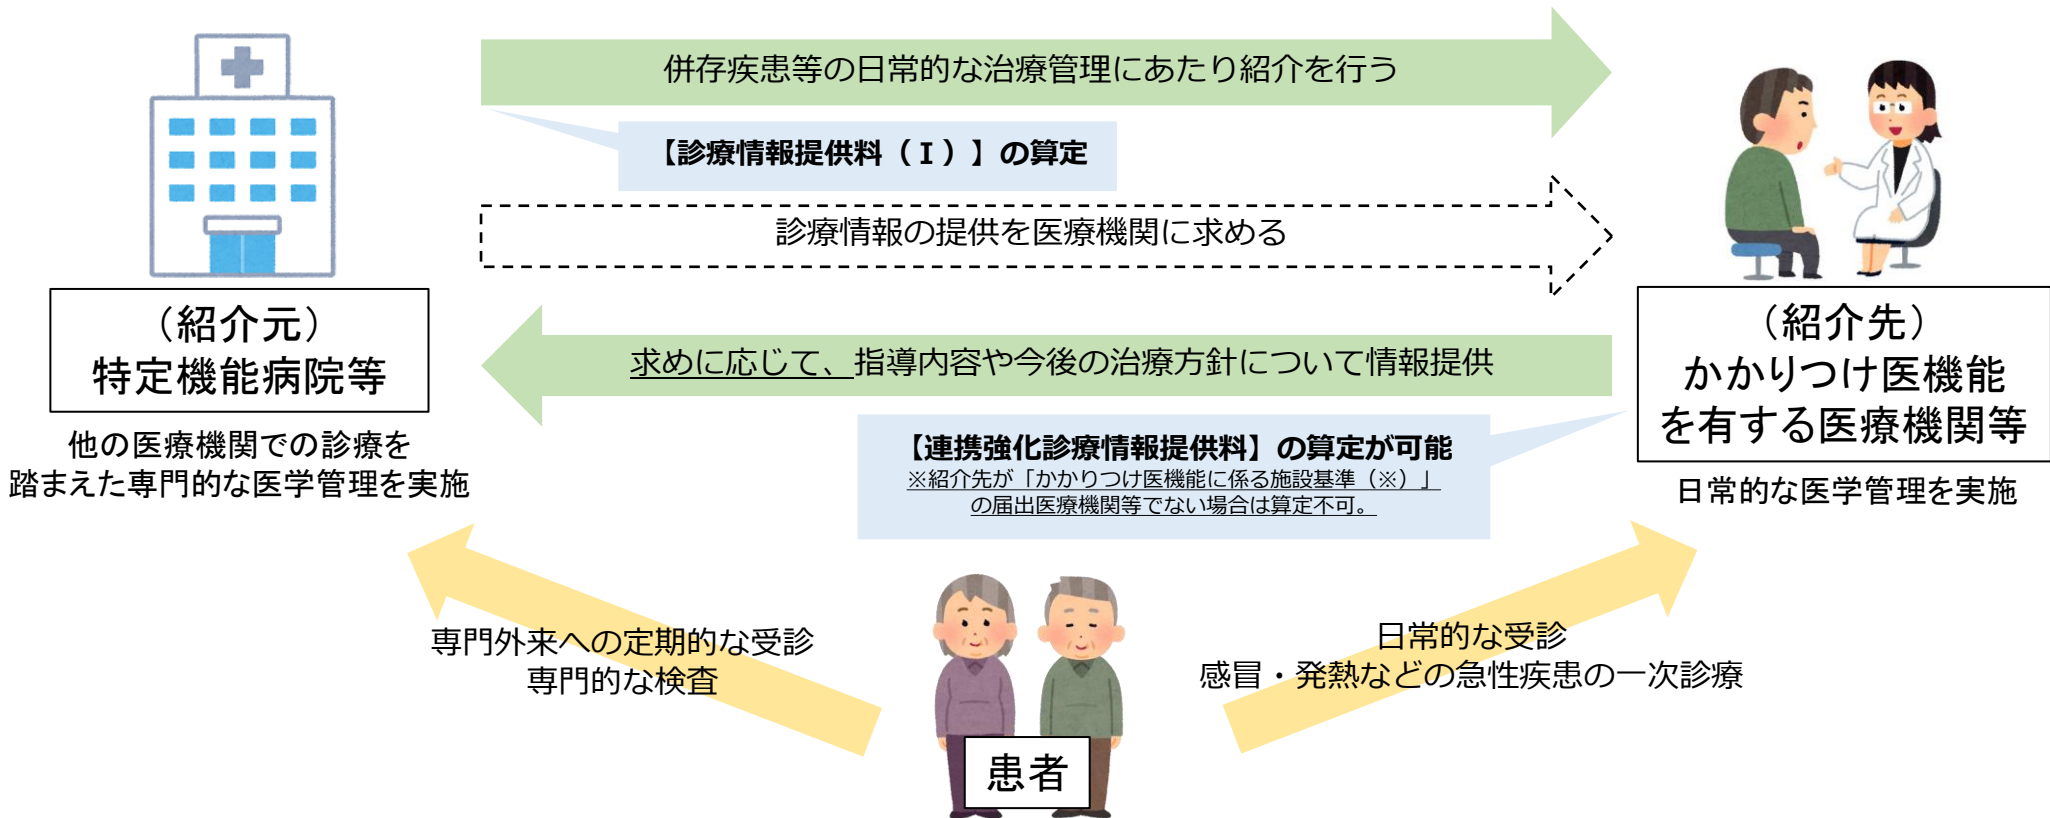 併存疾患等の日常的な治療管理にあたり紹介を行う
【診療情報提供料（Ⅰ）】の算定
診療情報の提供を医療機関に求める
（紹介元）
特定機能病院等
他の医療機関での診療を
踏まえた専門的な医学管理を実施
求めに応じて、指導内容や今後の治療方針について情報提供
【連携強化診療情報提供料】の算定が可能
※紹介先が「かかりつけ医機能に係る施設基準（※）」
の届出医療機関等でない場合は算定不可。
（紹介先）
かかりつけ医機能
を有する医療機関等
日常的な医学管理を実施
専門外来への定期的な受診
専門的な検査
日常的な受診
感冒・発熱などの急性疾患の一次診療
患者